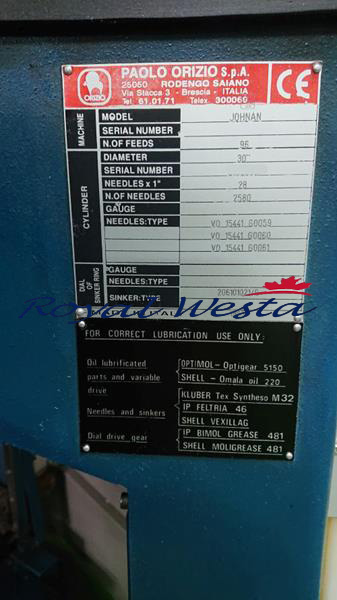 PAOLO ORIZIO S.p.A.
ORIZIO
25050 RODENGO SAIANO
Via Stacca 3 - Brescia - ITALIA
Tel. 61.01.71 Telex 300060
CE
MACHINE
MODEL JOHNAN
SERIAL NUMBER
N.OF FEEDS 96
CYLINDER
DIAMETER 30
SERIAL NUMBER
NEEDLES x 1" 28
N.OF NEEDLES 2580
GAUGE
NEEDLES:TYPE VO 15441 G0059
VO 15441 G0060
VO 15441 G0061
DIAL OF SINKER RING
GAUGE
NEEDLES:TYPE
SINKER:TYPE
Royal Westa
FOR CORRECT LUBRICATION USE ONLY:
Oil lubrificated parts and variable drive
OPTIMOL- Optigear 5150
SHELL - Omala oil 220
Needles and sinkers
KLUBER Tex Syntheso M32
IP FELTRIA 46
SHELL VEXILLAG
Dial drive gear
IP BIMOL GREASE 481
SHELL MOLIGREASE 481